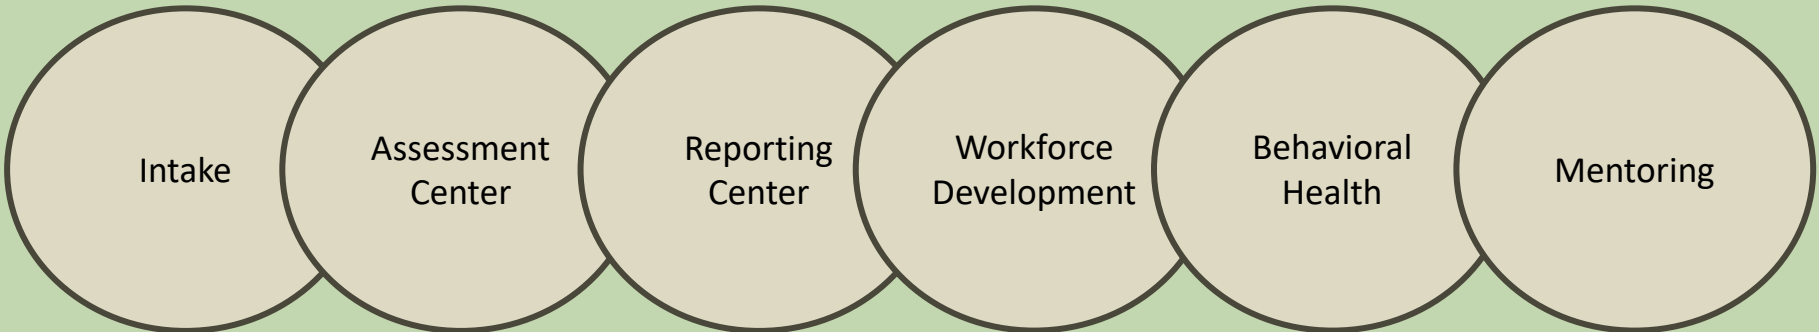 Intake
Assessment
Center
Reporting
Center
Workforce
Development
Behavioral
Health
Mentoring